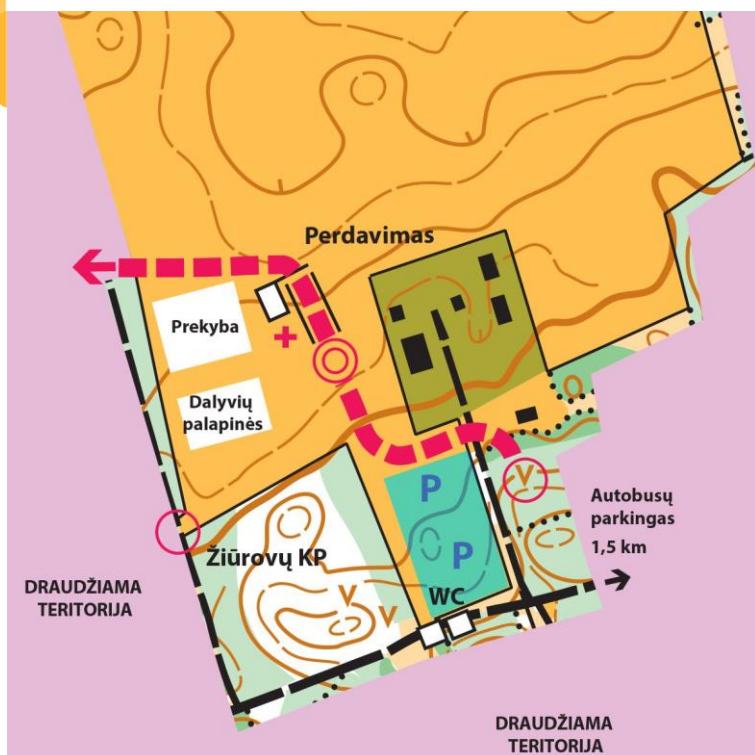 Perdavimas
Prekyba
Dalyvių
palapinės
P
P
Autobusų
parkingas
1,5 km
Žiūrovų KP
WC
DRAUDŽIAMA
TERITORIJA
DRAUDŽIAMA
TERITORIJA